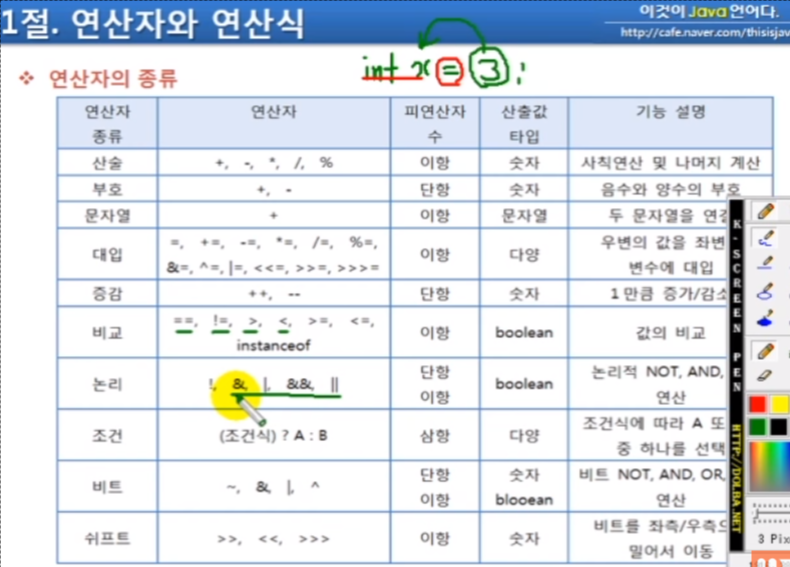 1절. 연산자와 연산식
이것이 Java 언어다.
http://cafe.naver.com/thisisjav
int x = 3;
❖ 연산자의 종류
연산자 종류 연산자 피연산자 수 산출값 타입 기능 설명
산술 +, -, *, /, % 이항 숫자 사칙연산 및 나머지 계산
부호 +, - 단항 숫자 음수와 양수의 부호
문자열 + 이항 문자열 두 문자열을
대입 =, +=, -=, *=, /=, %=, 이항 다양 우변의 값을 좌변
&=, ^=, |=, <<=, >>=, >>>= 변수에 대입
증감 ++, -- 단항 숫자 1만큼 증가/감소
비교 ==, !=, >, <, >=, <=, 이항 boolean 값의 비교
instanceof
논리 !, &, |, &&, || 단항 boolean 논리적 NOT, AND,
이항 연산
조건 (조건식) ? A : B 삼항 다양 조건식에 따라 A 또
중 하나를 선택
비트 ~, &, |, ^ 단항 숫자 비트 NOT, AND, OR,
이항 blooean 연산
쉬프트 >>, <<, >>> 이항 숫자 비트를 좌측/우측으
밀어서 이동
K-SCREEN PEN
HTTP://DOLBA.NET
3 Pix